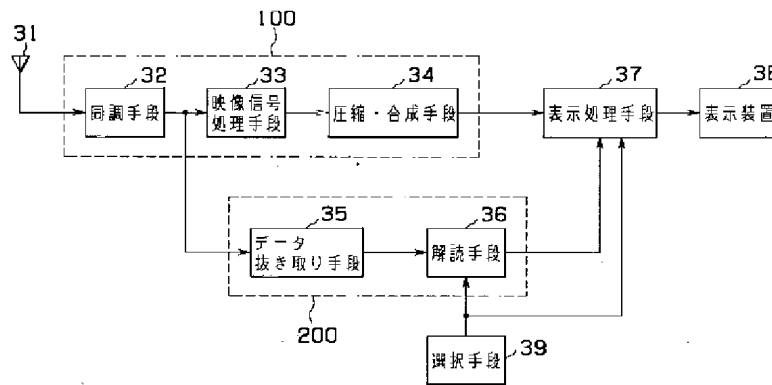 100
31
32
33
34
37
38
同調手段
映像信号
処理手段
圧縮・合成手段
表示処理手段
表示装置
35
36
データ
抜き取り手段
解読手段
200
選択手段
39